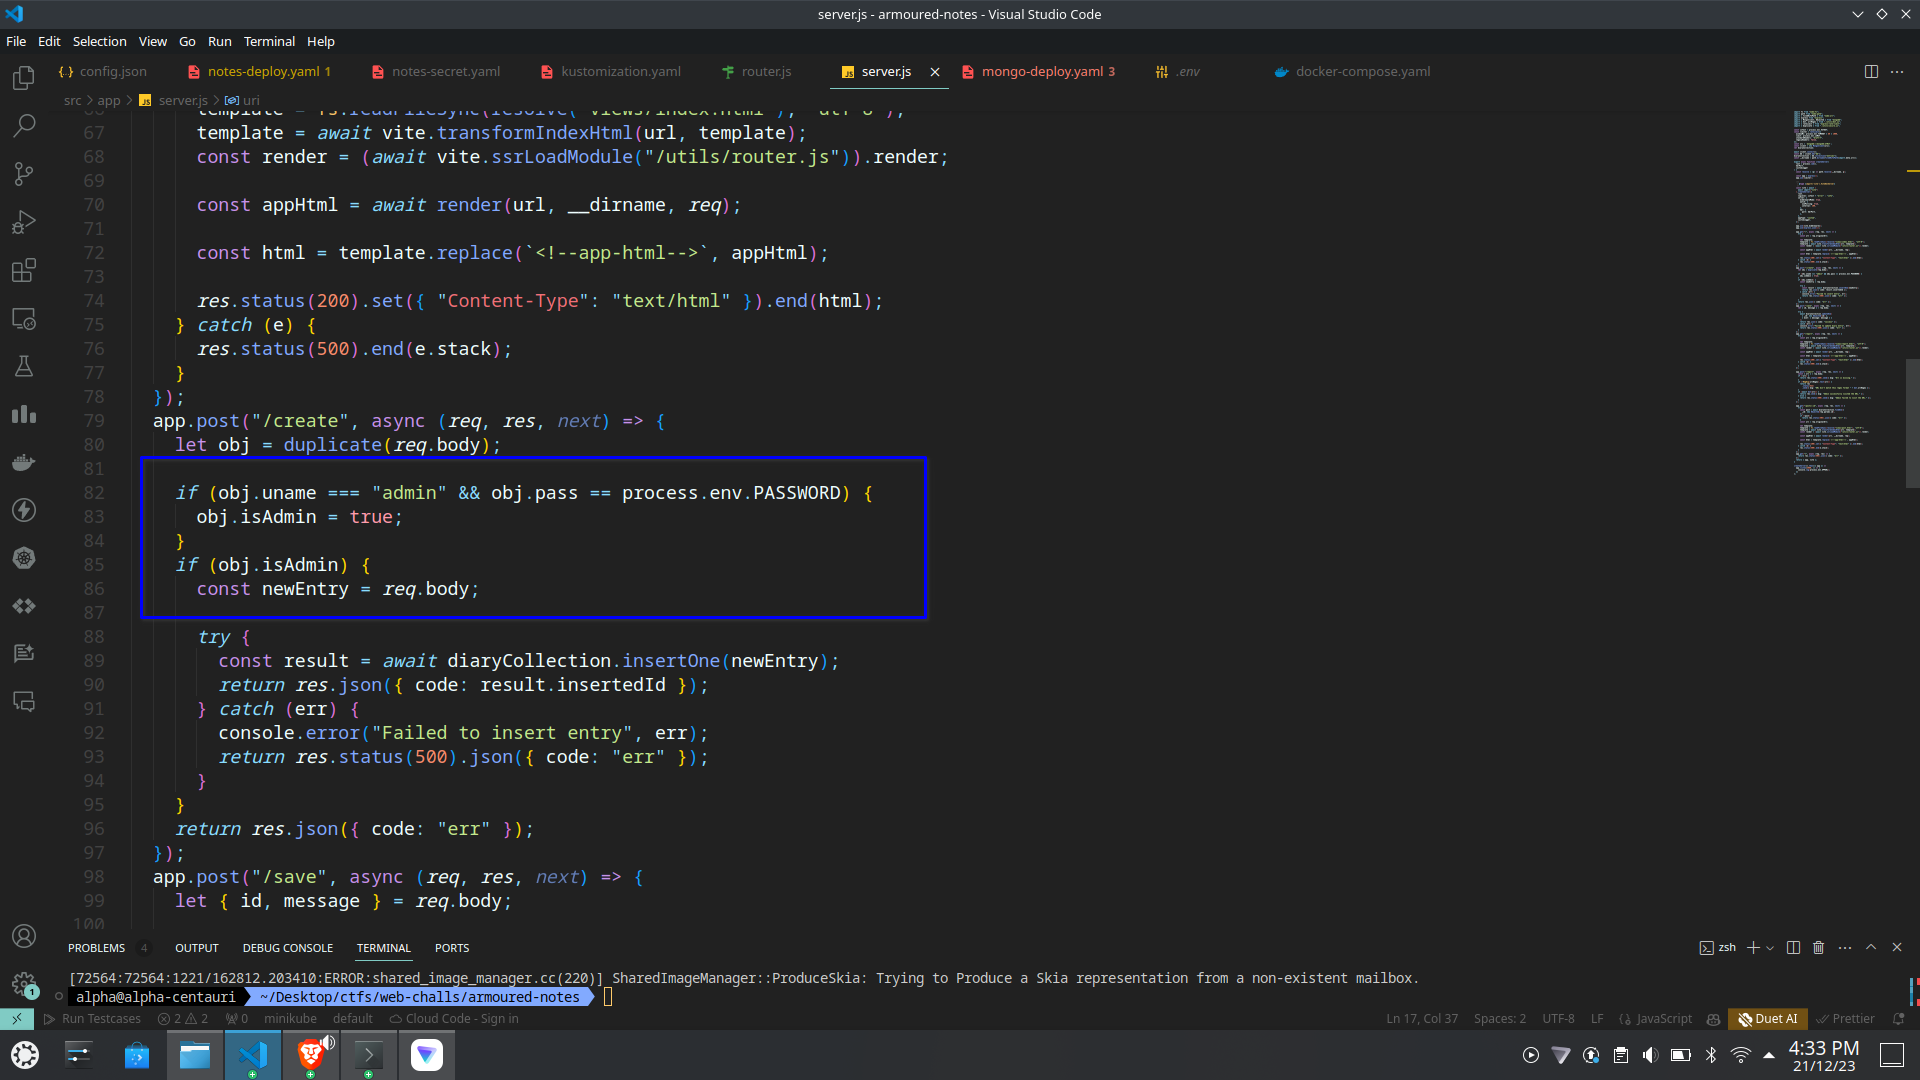 server.js - armoured-notes - Visual Studio Code
File Edit Selection View Go Run Terminal Help
config.json notes-deploy.yaml 1 notes-secret.yaml kustomization.yaml router.js server.js mongo-deploy.yaml 3 .env docker-compose.yaml
src > app > JS server.js > uri
67 template = await vite.transformIndexHtml(url, template);
68 const render = (await vite.ssrLoadModule("/utils/router.js")).render;
69
70 const appHtml = await render(url, __dirname, req);
71
72 const html = template.replace(`<!--app-html-->`, appHtml);
73
74 res.status(200).set({ "Content-Type": "text/html" }).end(html);
75 } catch (e) {
76 res.status(500).end(e.stack);
77 }
78 });
79 app.post("/create", async (req, res, next) => {
80 let obj = duplicate(req.body);
81
82 if (obj.uname === "admin" && obj.pass == process.env.PASSWORD) {
83 obj.isAdmin = true;
84 }
85 if (obj.isAdmin) {
86 const newEntry = req.body;
87
88 try {
89 const result = await diaryCollection.insertOne(newEntry);
90 return res.json({ code: result.insertedId });
91 } catch (err) {
92 console.error("Failed to insert entry", err);
93 return res.status(500).json({ code: "err" });
94 }
95 }
96 return res.json({ code: "err" });
97 });
98 app.post("/save", async (req, res, next) => {
99 let { id, message } = req.body;
100
PROBLEMS 4 OUTPUT DEBUG CONSOLE TERMINAL PORTS zsh
[72564:72564:1221/162812.203410:ERROR:shared_image_manager.cc(220)] SharedImageManager::ProduceSkia: Trying to Produce a Skia representation from a non-existent mailbox.
alpha@alpha-centauri ~/Desktop/ctfs/web-challs/armoured-notes
1
Run Testcases 2 2 0 minikube default Cloud Code - Sign in Ln 17, Col 37 Spaces: 2 UTF-8 LF JavaScript Duet AI Prettier
4:33 PM
21/12/23